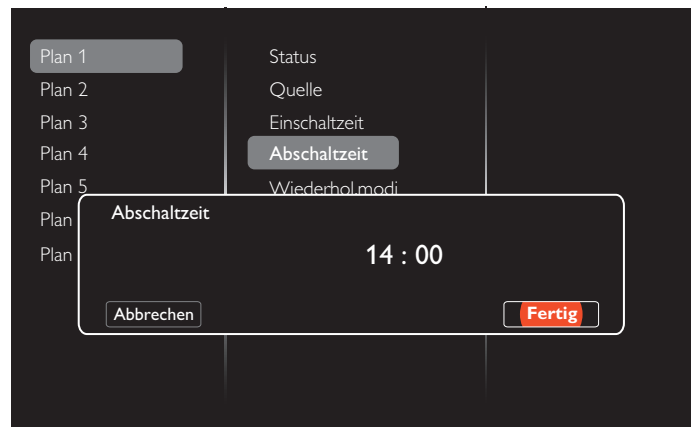 Plan 1
Plan 2
Plan 3
Plan 4
Plan 5
Plan
Plan
Status
Quelle
Einschaltzeit
Abschaltzeit
Wiederhol.modi
Abschaltzeit
14 : 00
Abbrechen
Fertig